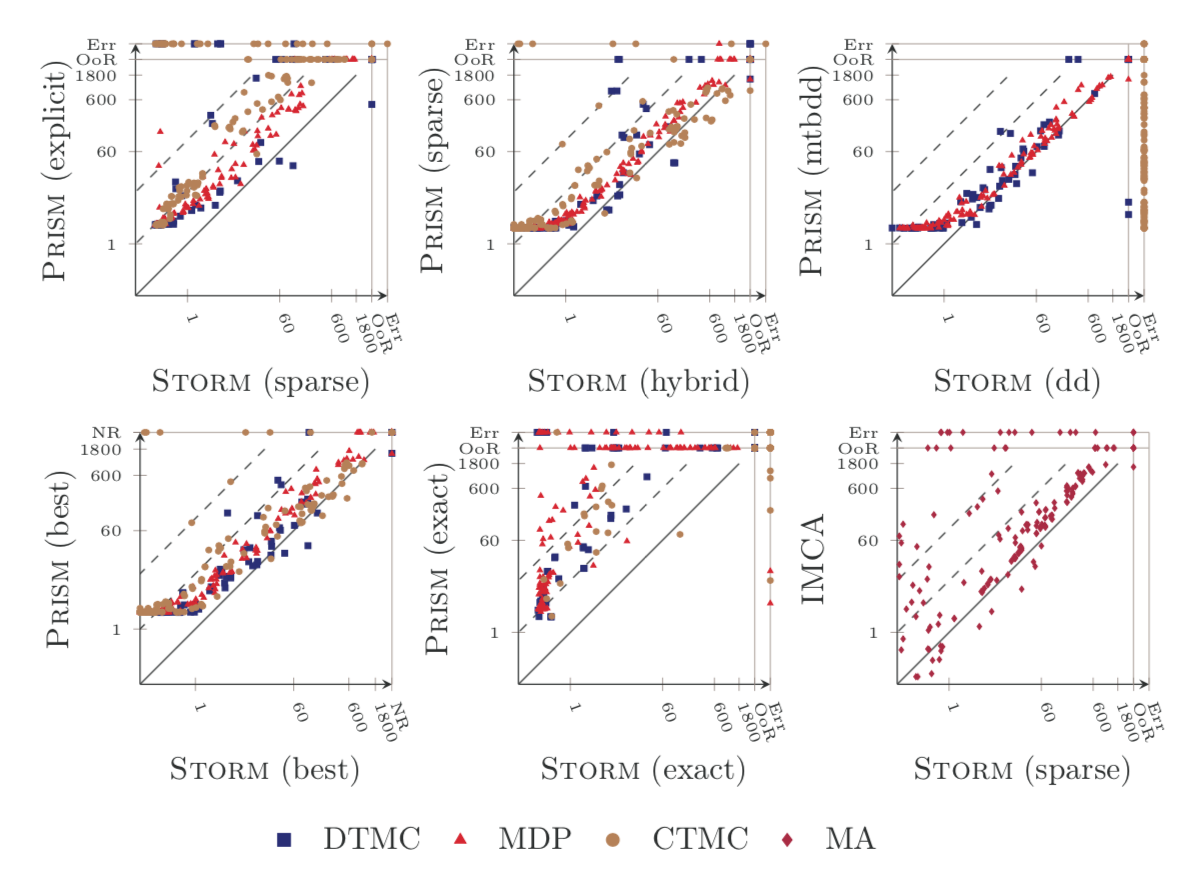 Err
OoR
1800
600
60
1
PRISM (explicit)
1
60
600
1800
OoR
Err
STORM (sparse)
Err
OoR
1800
600
60
1
PRISM (sparse)
1
60
600
1800
OoR
Err
STORM (hybrid)
Err
OoR
1800
600
60
1
PRISM (mtbdd)
1
60
600
1800
OoR
Err
STORM (dd)
NR
1800
600
60
1
PRISM (best)
1
60
600
1800
NR
STORM (best)
Err
OoR
1800
600
60
1
PRISM (exact)
1
60
600
1800
OoR
Err
STORM (exact)
Err
OoR
1800
600
60
1
IMCA
1
60
600
1800
OoR
Err
STORM (sparse)
DTMC MDP CTMC MA